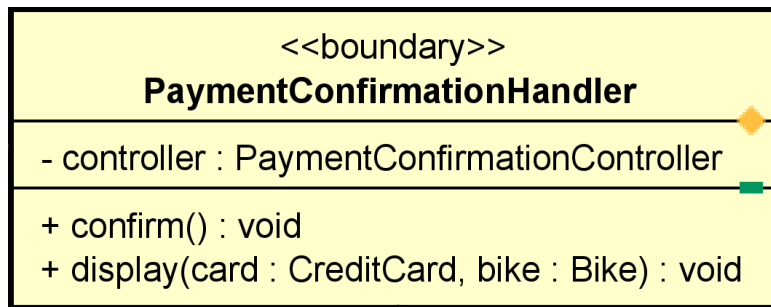 <<boundary>>
PaymentConfirmationHandler
- controller : PaymentConfirmationController
+ confirm() : void
+ display(card : CreditCard, bike : Bike) : void